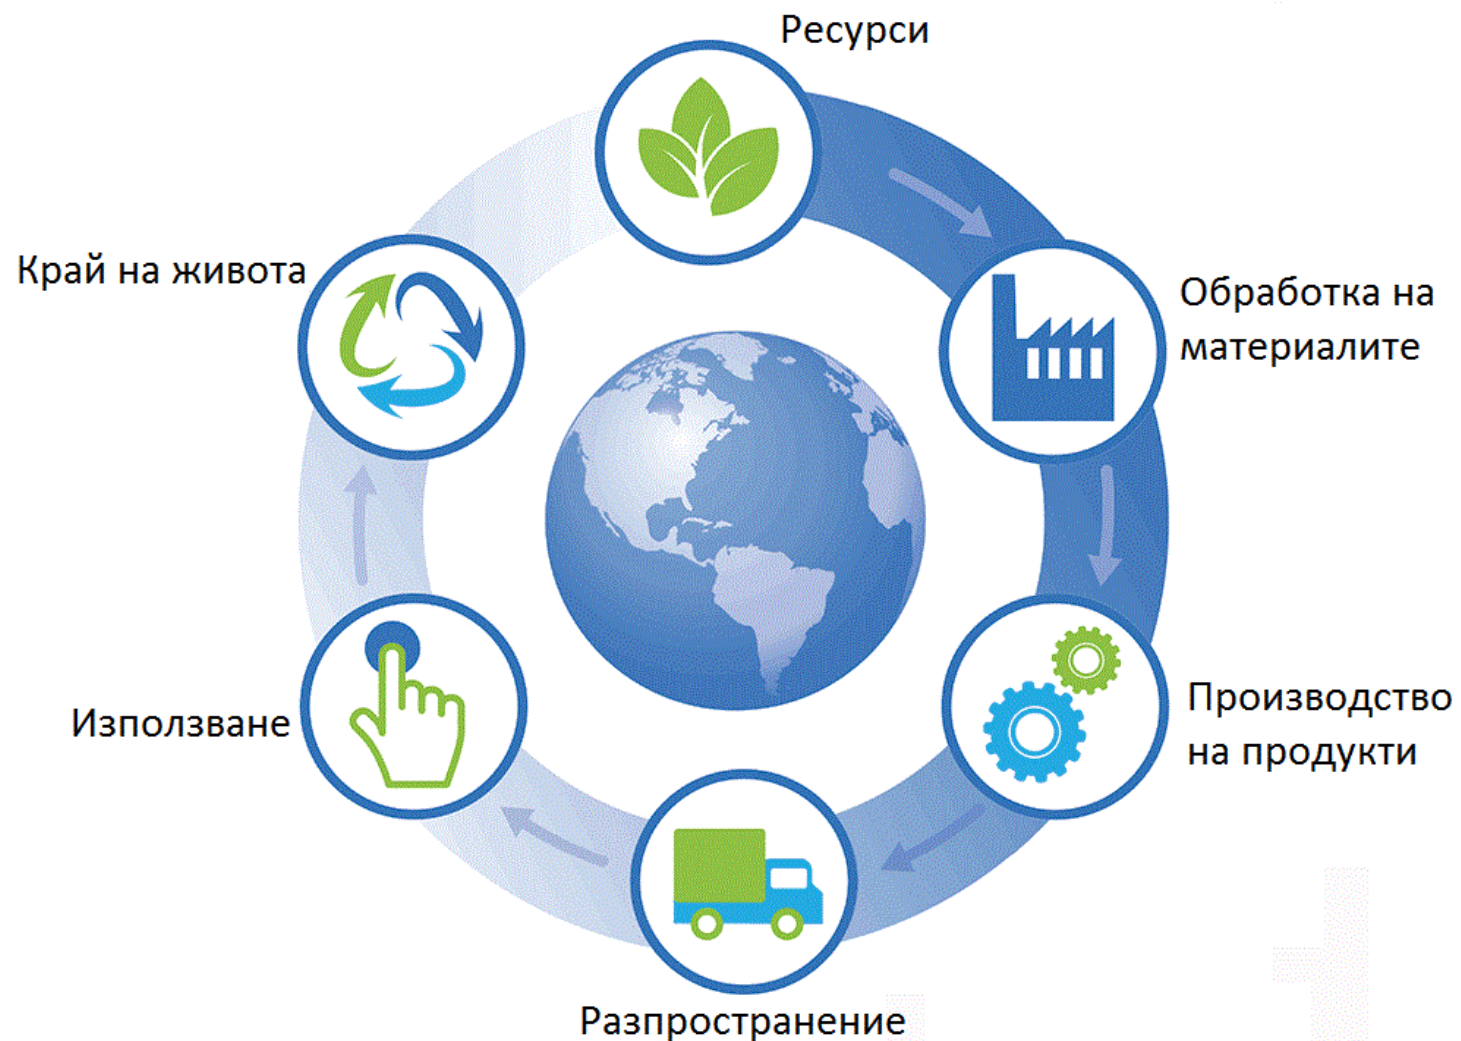 Ресурси
Обработка на
материалите
Производство
на продукти
Разпространение
Използване
Край на живота